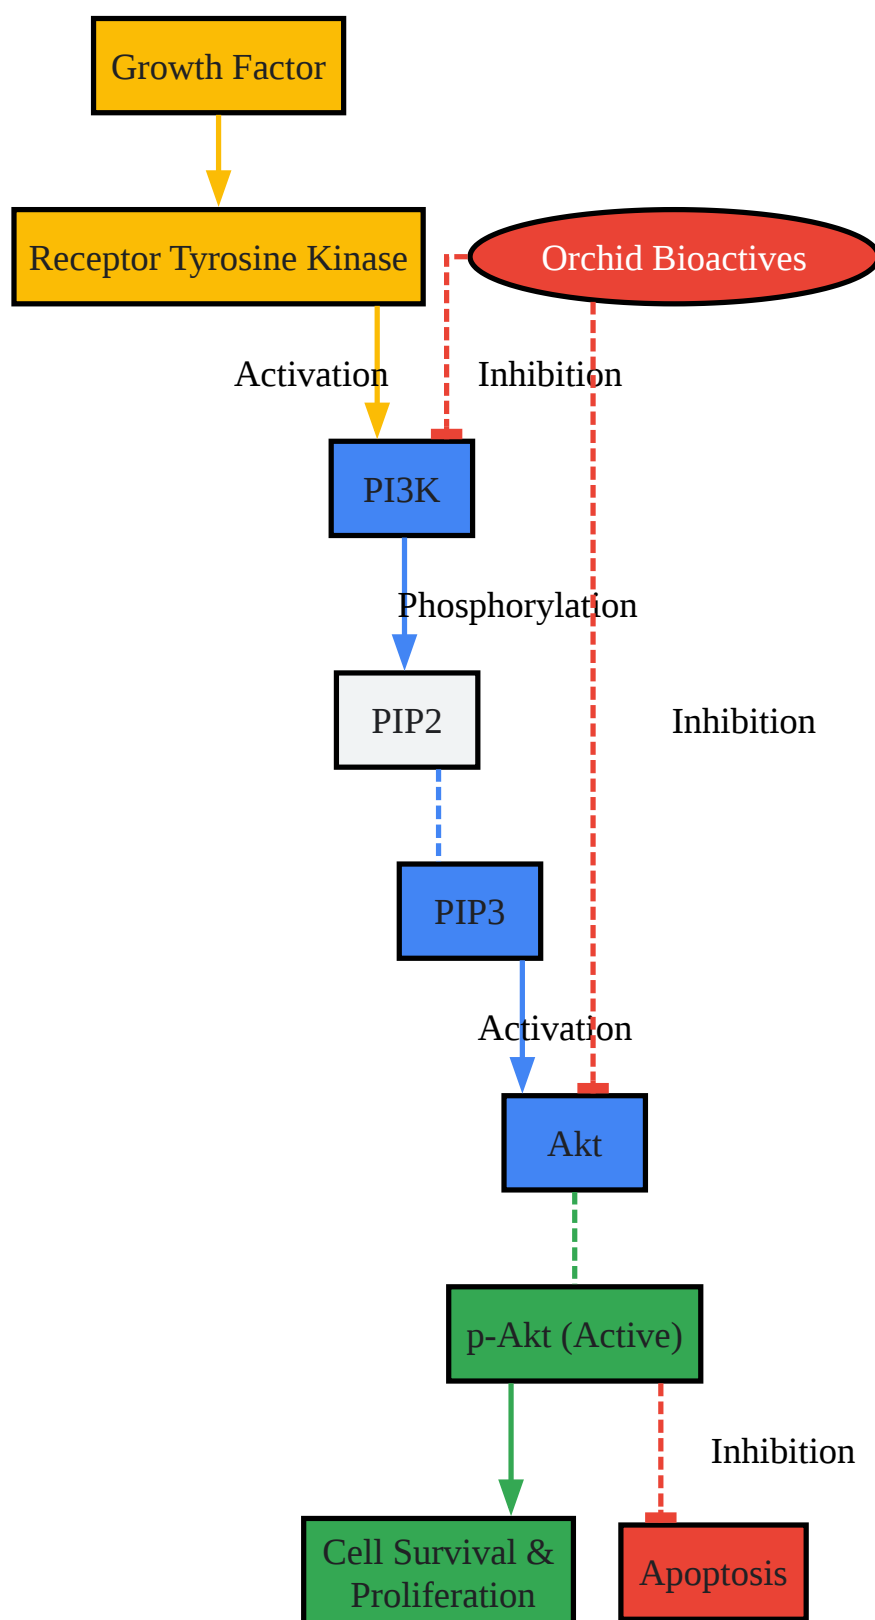 Growth Factor
Receptor Tyrosine Kinase
Orchid Bioactives
Activation
Inhibition
PI3K
Phosphorylation
PIP2
Inhibition
PIP3
Activation
Akt
p-Akt (Active)
Inhibition
Cell Survival &
Proliferation
Apoptosis